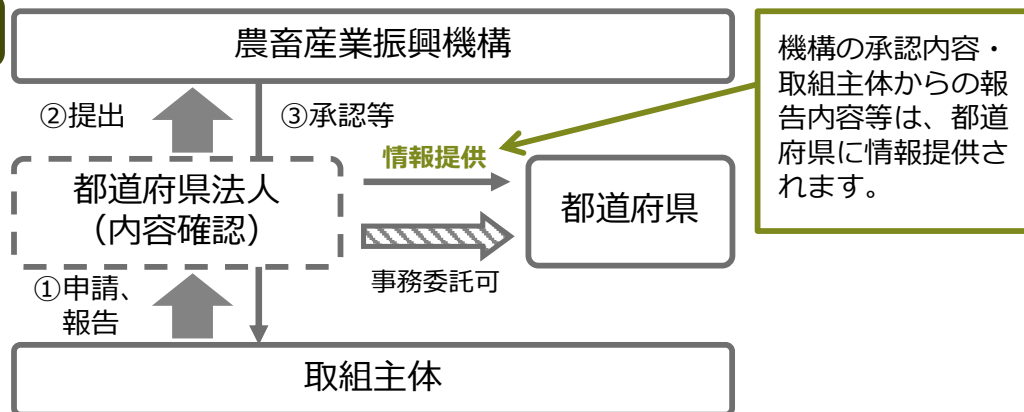 農畜産業振興機構
②提出
③承認等
情報提供
都道府県法人
（内容確認）
都道府県
事務委託可
①申請、
報告
取組主体
機構の承認内容・
取組主体からの報
告内容等は、都道
府県に情報提供さ
れます。